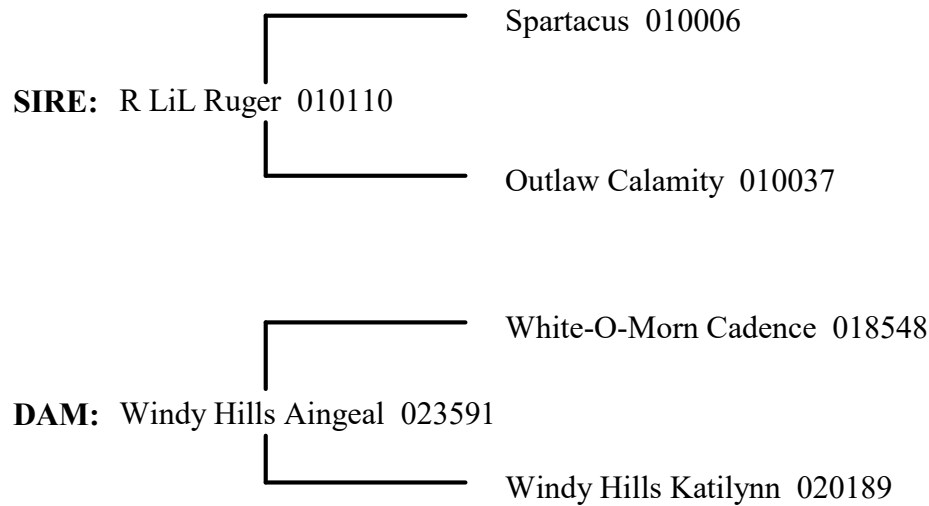 Spartacus 010006
SIRE: R LiL Ruger 010110
Outlaw Calamity 010037
White-O-Morn Cadence 018548
DAM: Windy Hills Aingeal 023591
Windy Hills Katilynn 020189